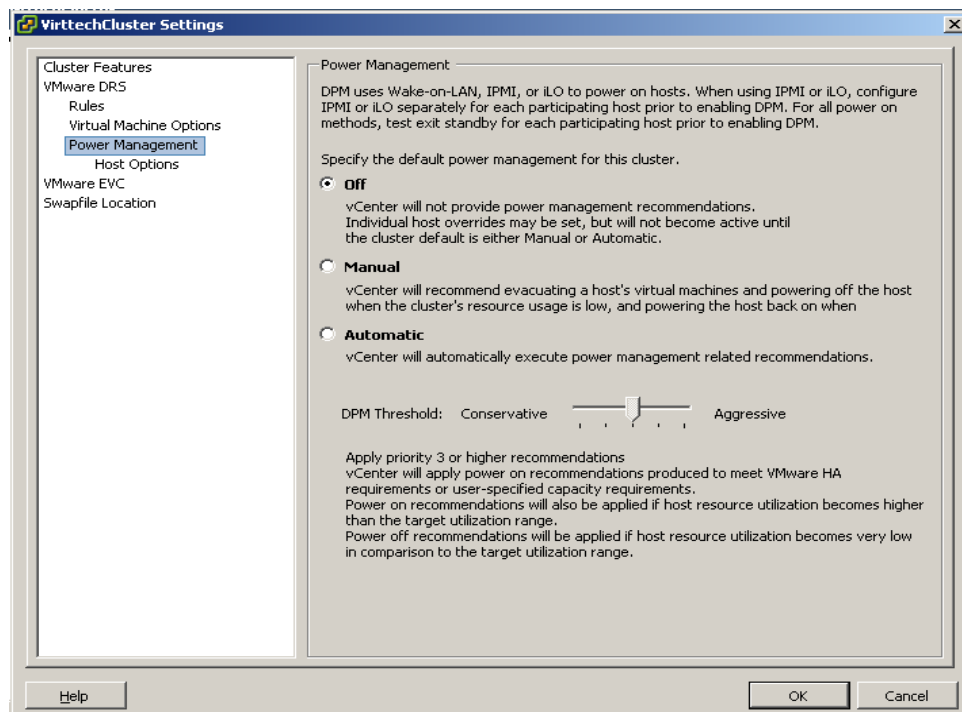 VirttechCluster Settings
Cluster Features
VMware DRS
Rules
Virtual Machine Options
Power Management
Host Options
VMware EVC
Swapfile Location
Power Management
DPM uses Wake-on-LAN, IPMI, or iLO to power on hosts. When using IPMI or iLO, configure
IPMI or iLO separately for each participating host prior to enabling DPM. For all power on
methods, test exit standby for each participating host prior to enabling DPM.
Specify the default power management for this cluster.
Off
vCenter will not provide power management recommendations.
Individual host overrides may be set, but will not become active until
the cluster default is either Manual or Automatic.
Manual
vCenter will recommend evacuating a host's virtual machines and powering off the host
when the cluster's resource usage is low, and powering the host back on when
Automatic
vCenter will automatically execute power management related recommendations.
DPM Threshold: Conservative Aggressive
Apply priority 3 or higher recommendations
vCenter will apply power on recommendations produced to meet VMware HA
requirements or user-specified capacity requirements.
Power on recommendations will also be applied if host resource utilization becomes higher
than the target utilization range.
Power off recommendations will be applied if host resource utilization becomes very low
in comparison to the target utilization range.
Help OK Cancel